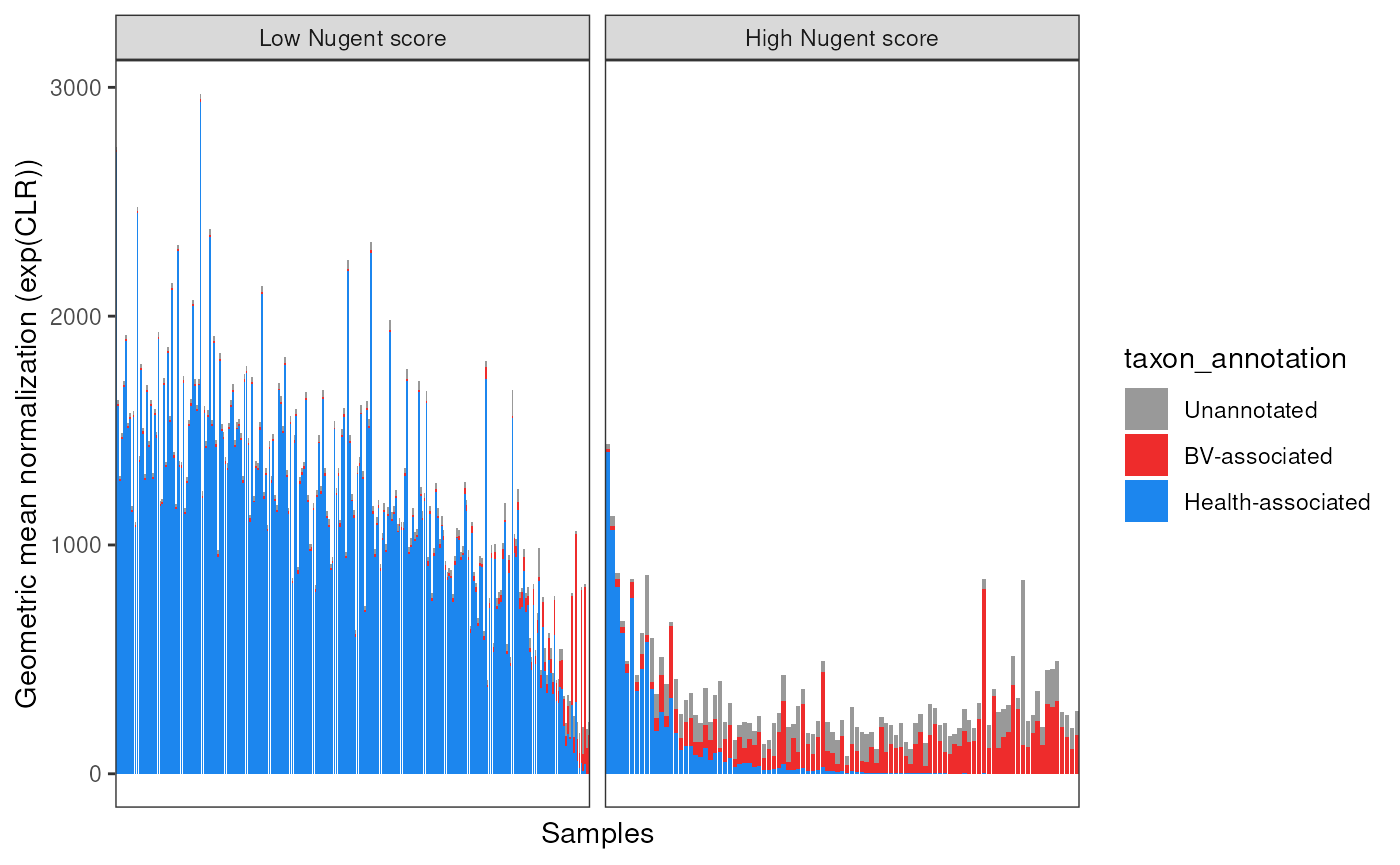 Low Nugent score
High Nugent score
Geometric mean normalization (exp(CLR))
3000
2000
1000
0
Samples
taxon_annotation
Unannotated
BV-associated
Health-associated